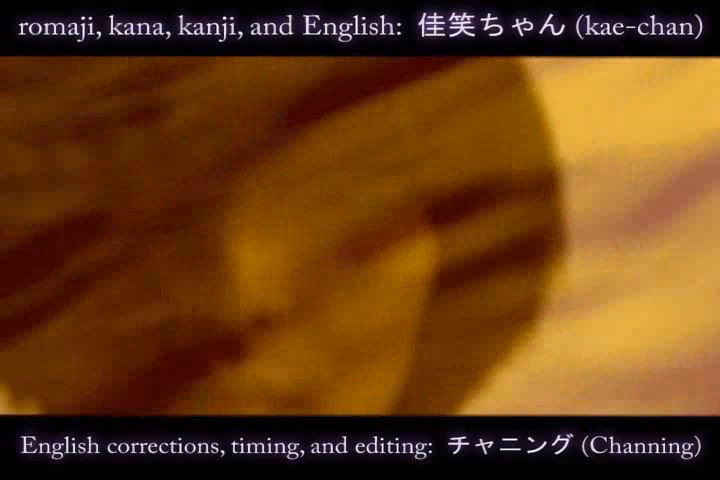 romaji, kana, kanji, and English: 佳笑ちゃん (kae-chan)
English corrections, timing, and editing: チャニング (Channing)